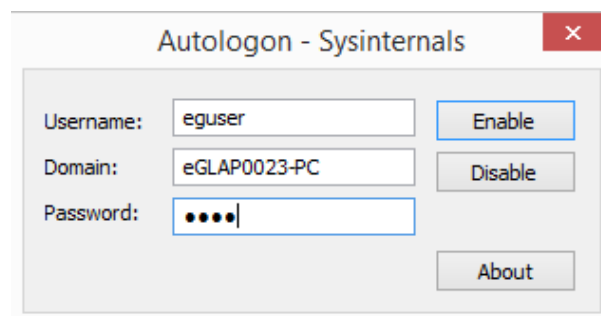 Autologon - Sysinternals
Username: eguser Enable
Domain: eGLAP0023-PC Disable
Password: ●●●●
About